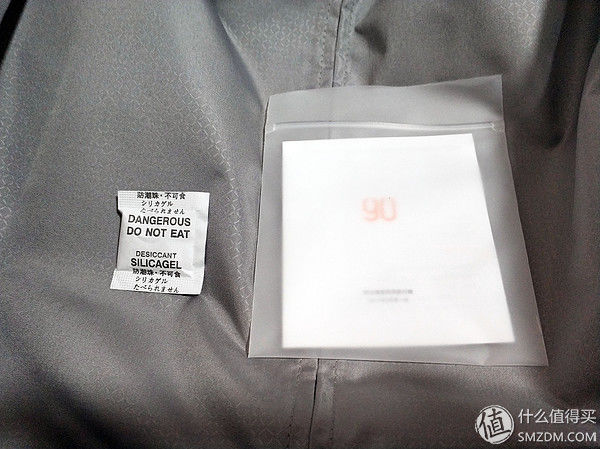 防潮珠·不可食
シリカゲル
たべられません
DANGEROUS
DO NOT EAT
DESICCANT
SILICAGEL
防潮珠·不可食
シリカゲル
たべられません
90
值 什么值得买
SMZDM.COM